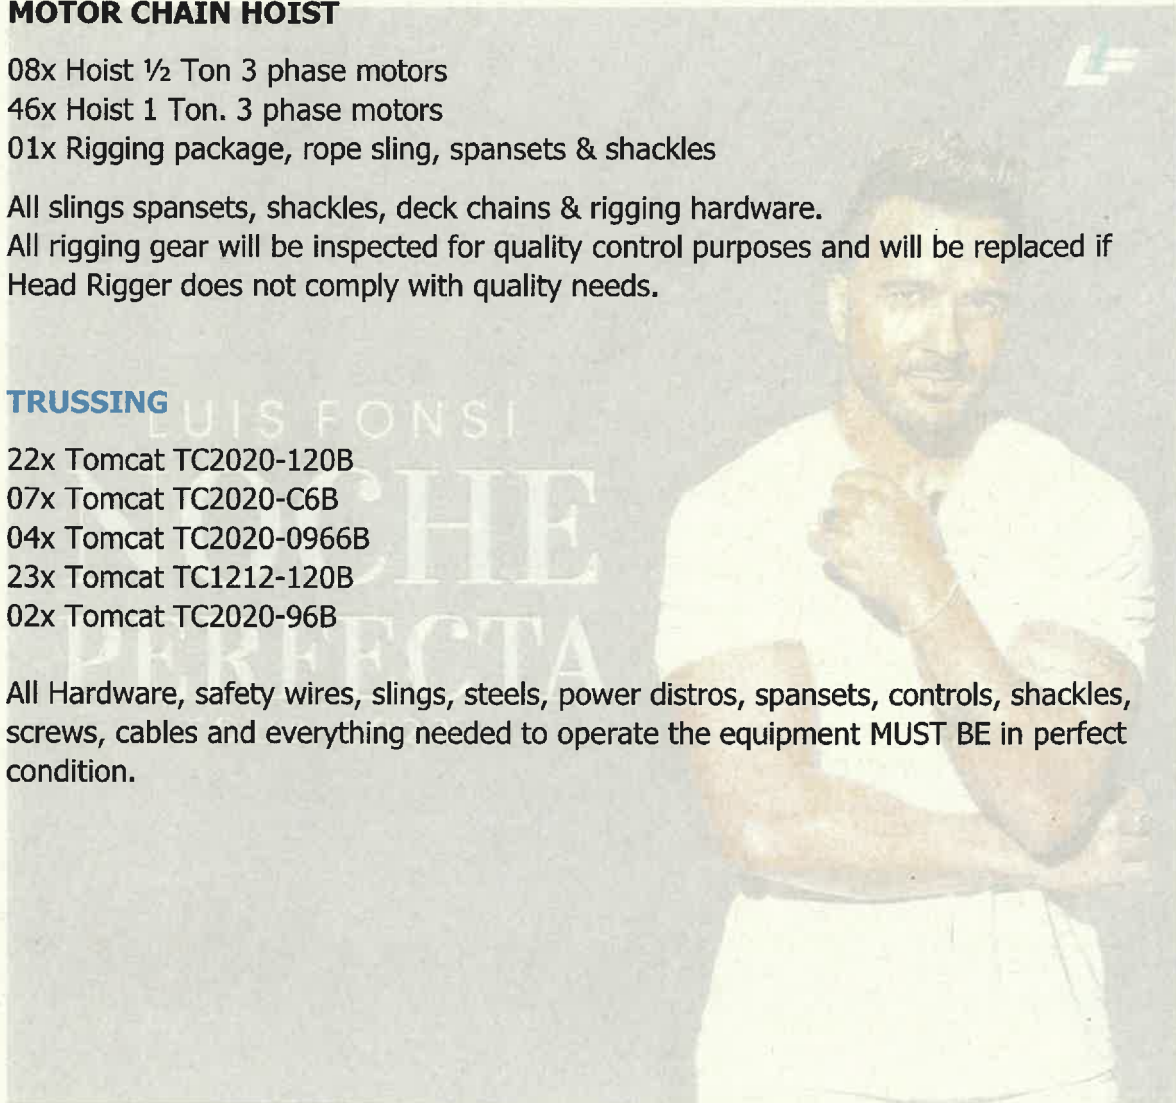 MOTOR CHAIN HOIST
08x Hoist ½ Ton 3 phase motors
46x Hoist 1 Ton. 3 phase motors
01x Rigging package, rope sling, spansets & shackles
All slings spansets, shackles, deck chains & rigging hardware.
All rigging gear will be inspected for quality control purposes and will be replaced if
Head Rigger does not comply with quality needs.
LF
TRUSSING
LUIS FONSI
NOCHE
PERFECTA
22x Tomcat TC2020-120B
07x Tomcat TC2020-C6B
04x Tomcat TC2020-0966B
23x Tomcat TC1212-120B
02x Tomcat TC2020-96B
All Hardware, safety wires, slings, steels, power distros, spansets, controls, shackles,
screws, cables and everything needed to operate the equipment MUST BE in perfect
condition.